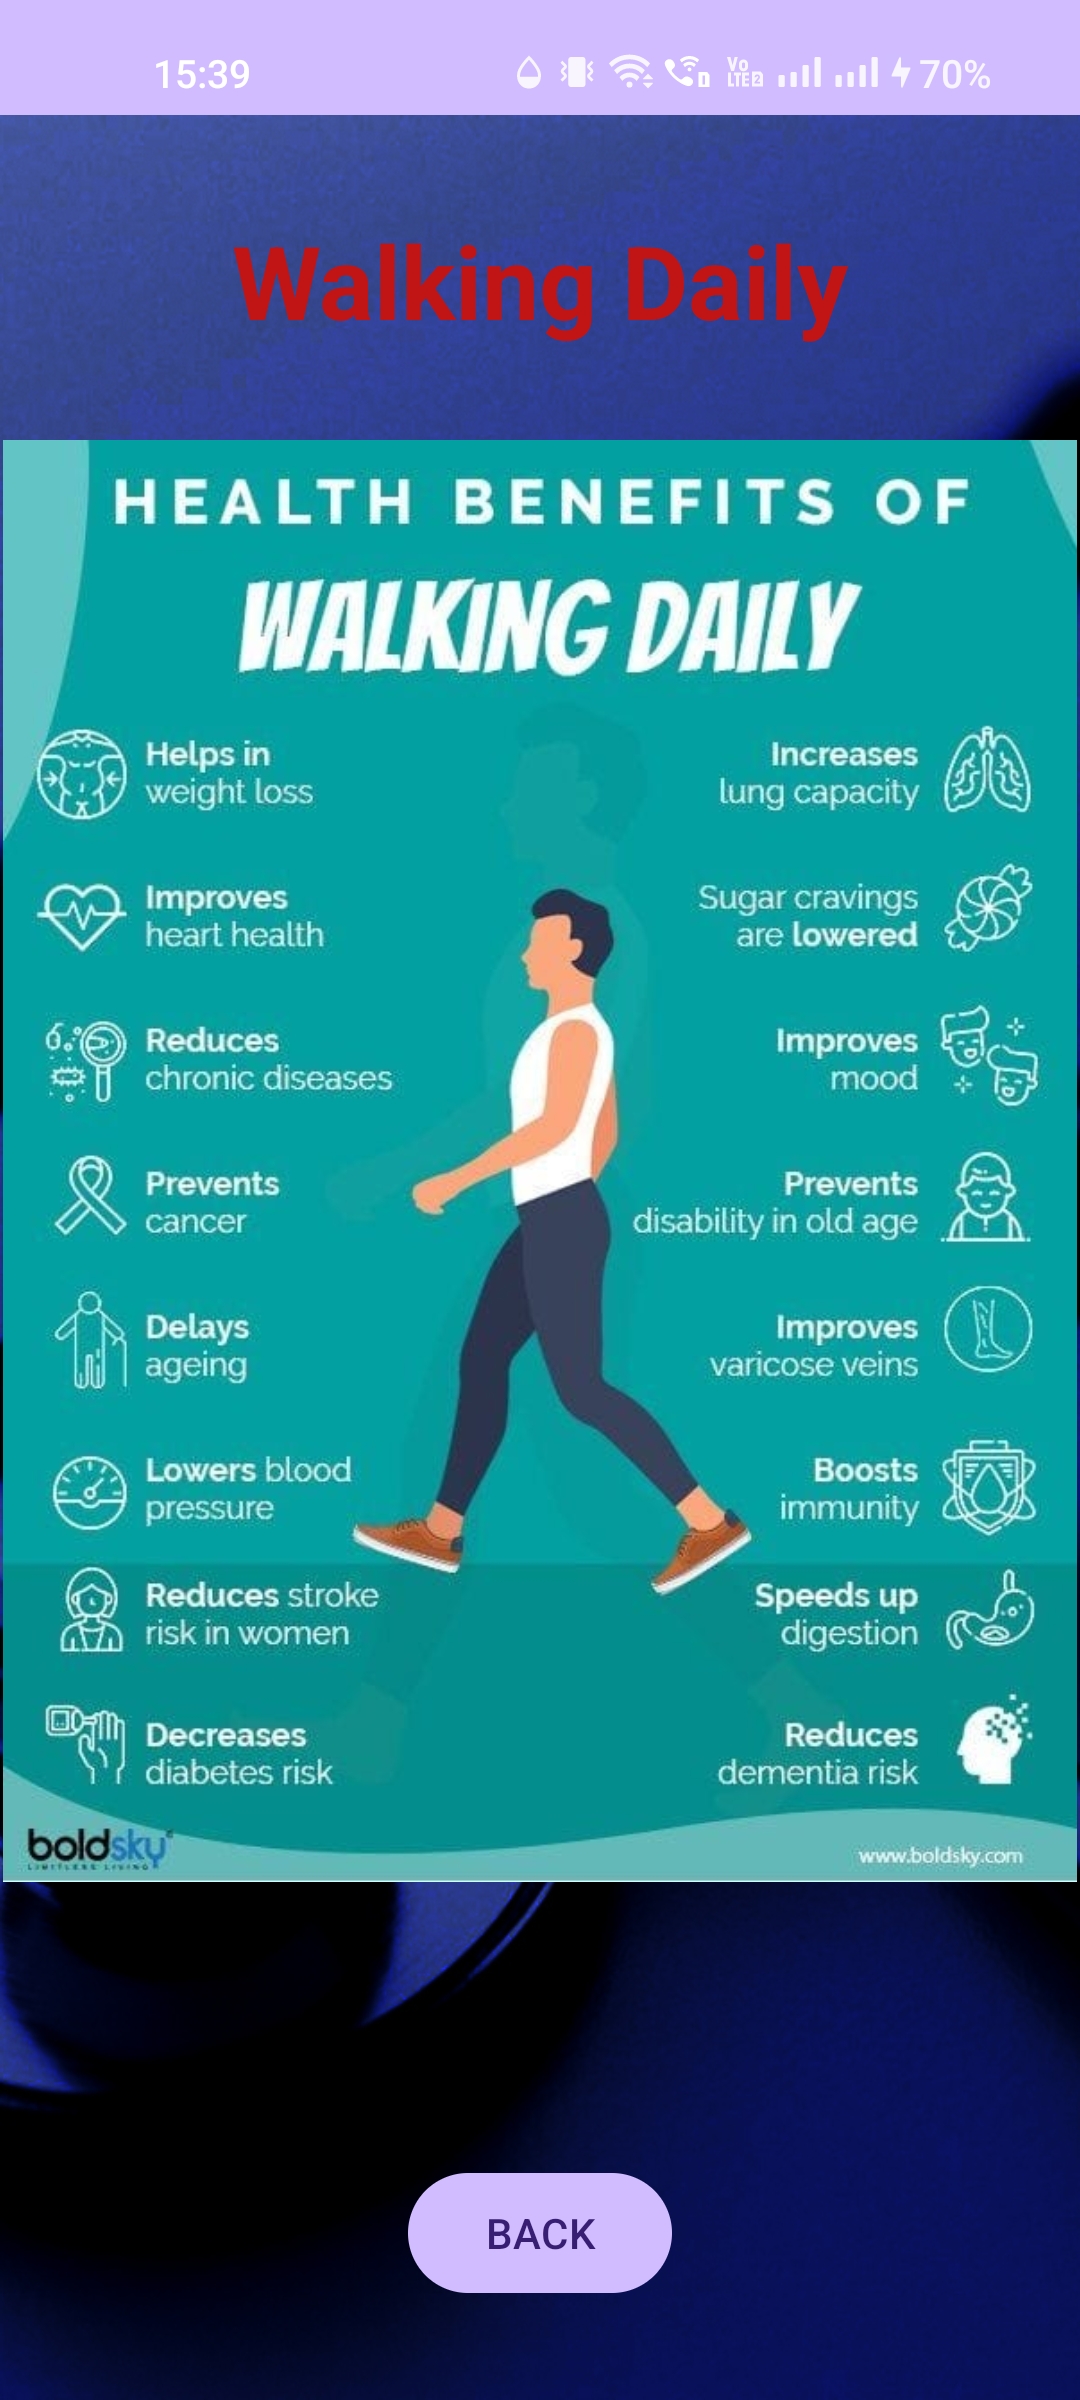 15:39
Vo
LTE2
70%
Walking Daily
HEALTH BENEFITS OF
WALKING DAILY
Helps in
weight loss
Improves
heart health
Reduces
chronic diseases
Prevents
cancer
Delays
ageing
Lowers blood
pressure
Reduces stroke
risk in women
Decreases
diabetes risk
Increases
lung capacity
Sugar cravings
are lowered
Improves
mood
Prevents
disability in old age
Improves
varicose veins
Boosts
immunity
Speeds up
digestion
Reduces
dementia risk
boldsky
LIMITLESS LIVING
www.boldsky.com
BACK